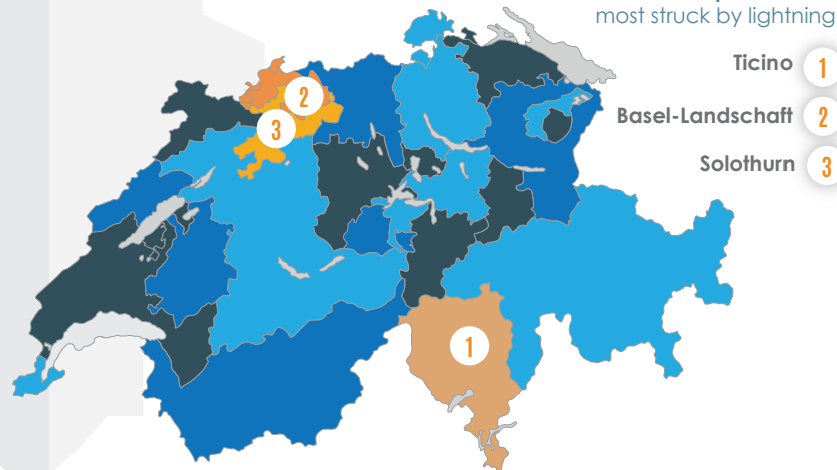 most struck by lightning
Ticino 1
Basel-Landschaft 2
Solothurn 3
2
3
1